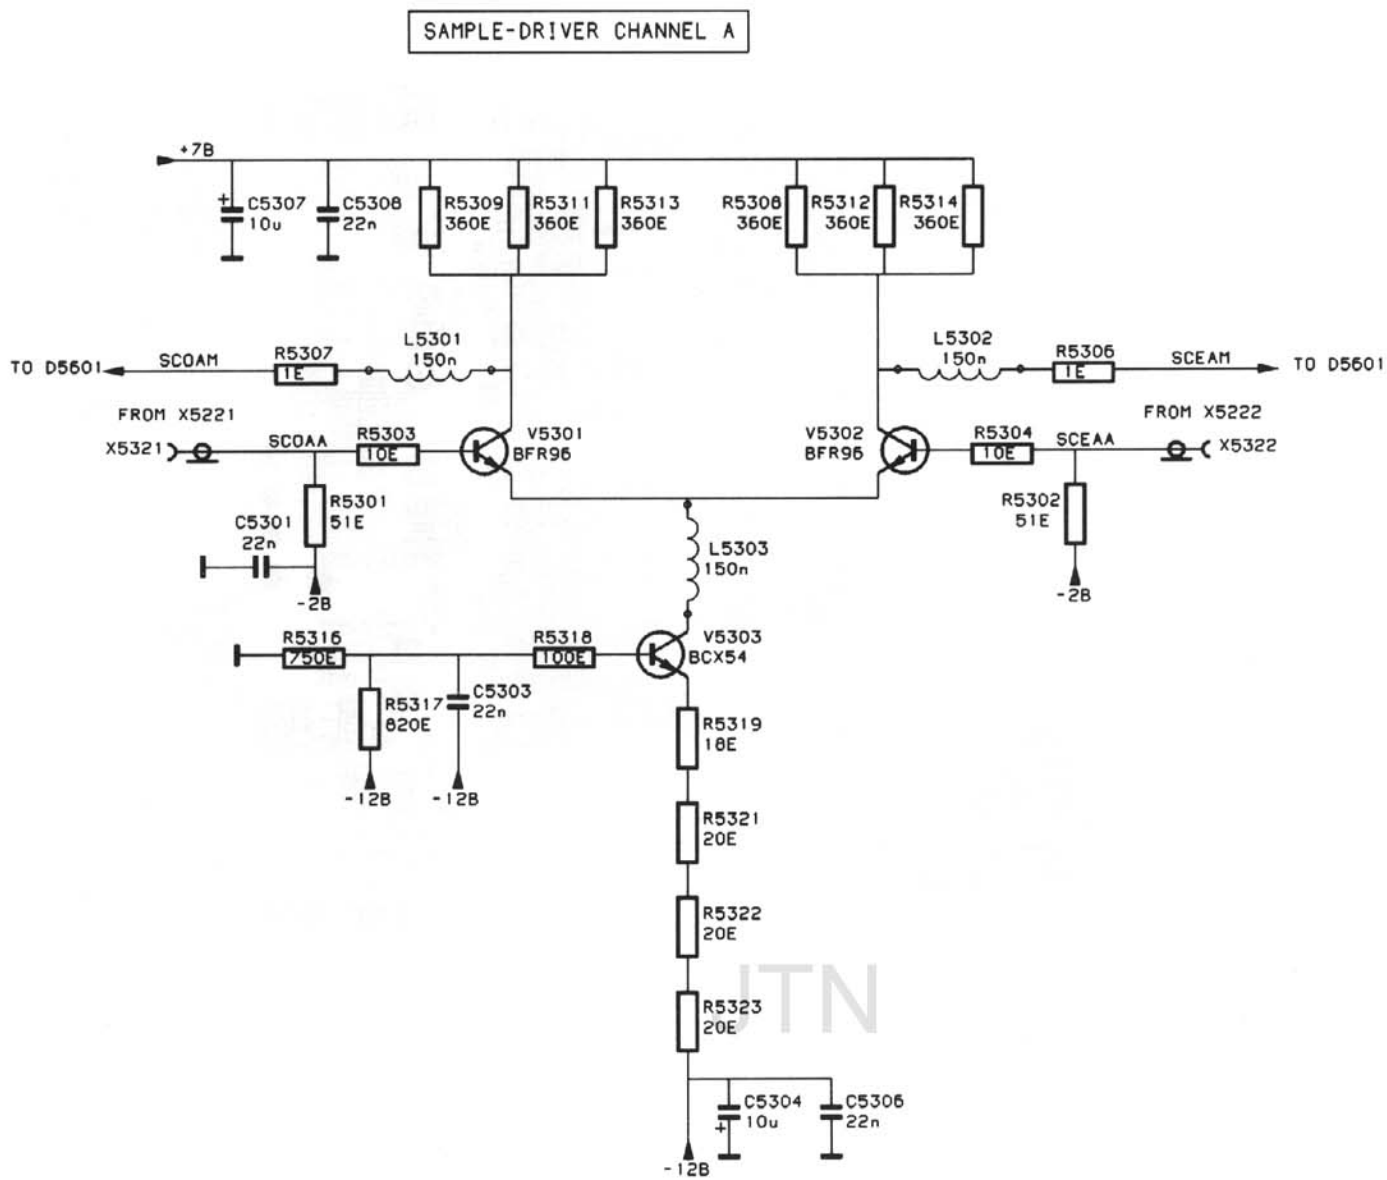 SAMPLE-DRIVER CHANNEL A
+7B
+
C5307
10u
C5308
22n
R5309
360E
R5311
360E
R5313
360E
R5308
360E
R5312
360E
R5314
360E
TO D5601
SCOAM
R5307
1E
L5301
150n
L5302
150n
R5306
1E
SCEAM
TO D5601
FROM X5221
X5321
SCOAA
R5303
10E
V5301
BFR96
V5302
BFR96
R5304
10E
SCEAA
FROM X5222
X5322
R5301
51E
C5301
22n
-2B
R5302
51E
-2B
L5303
150n
R5316
750E
R5318
100E
V5303
BCX54
R5317
820E
C5303
22n
-12B
-12B
R5319
18E
R5321
20E
R5322
20E
R5323
20E
JTN
C5304
10u
+
C5306
22n
-12B